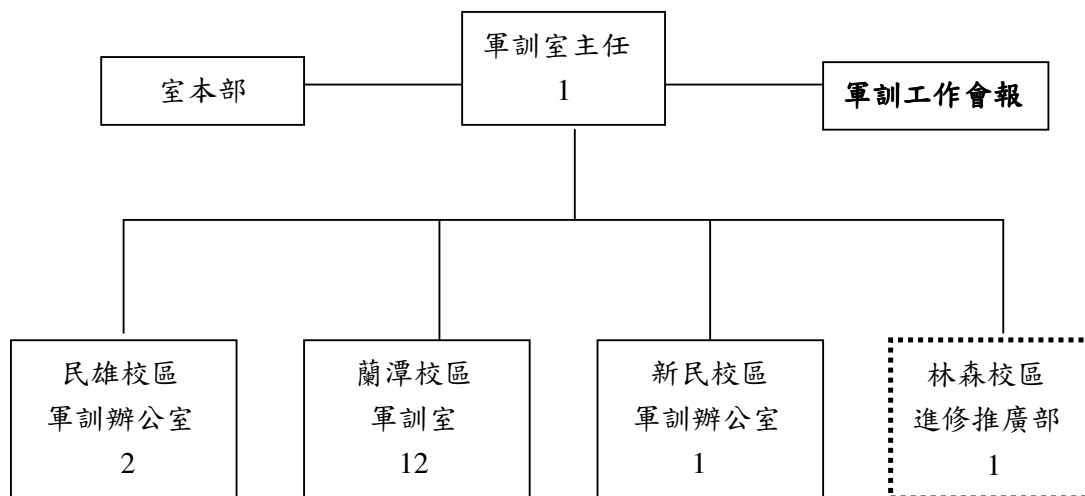 軍訓室主任
1
室本部
軍訓工作會報
民雄校區
軍訓辦公室
2
蘭潭校區
軍訓室
12
新民校區
軍訓辦公室
1
林森校區
進修推廣部
1